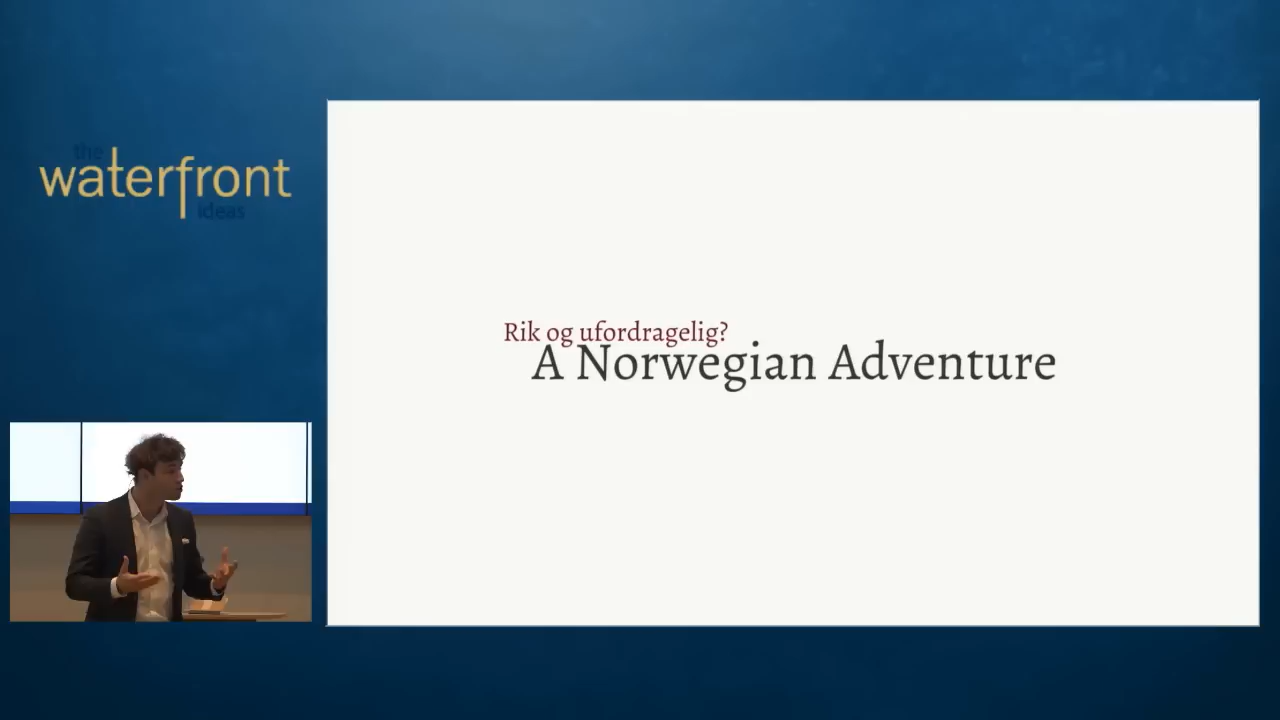 the
waterfront
ideas
Rik og ufordragelig?
A Norwegian Adventure